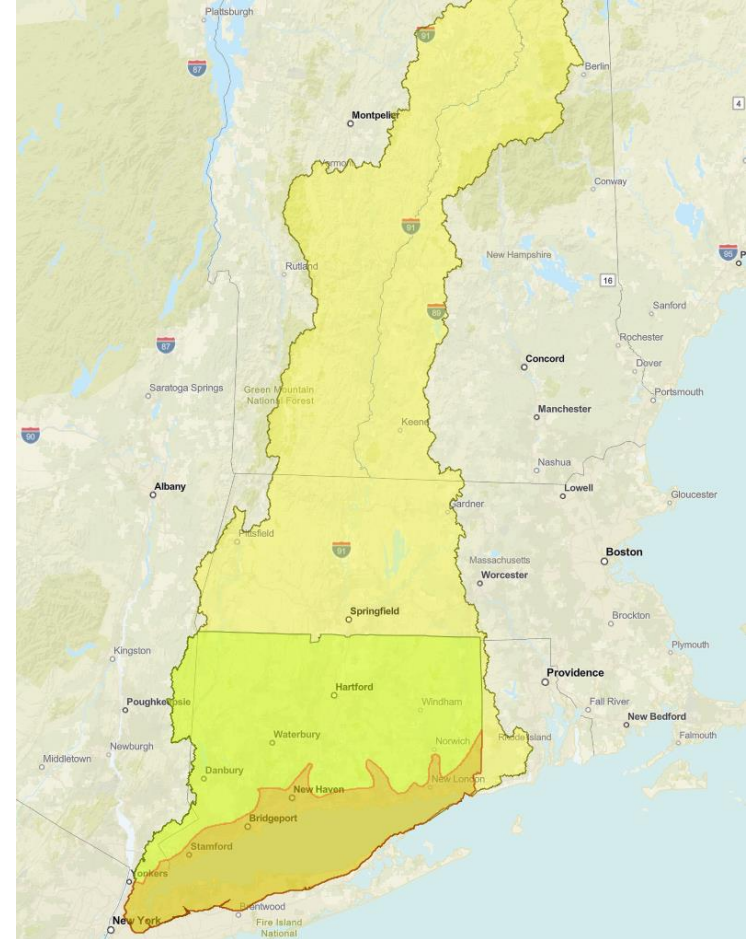 Plattsburgh
91
87
Berlin
4
Montpelier
Vermont
Conway
91
New Hampshire
95
P
Rutland
16
89
Sanford
87
Rochester
Dover
Concord
Saratoga Springs
Green Mountain
National Forest
Portsmouth
Manchester
Keene
90
Nashua
Albany
Lowell
Gloucester
Gardner
Pittsfield
91
Boston
Massachusetts
Worcester
Springfield
Brockton
Plymouth
Kingston
Providence
Hartford
Poughkeepsie
Windham
Fall River
New Bedford
Waterbury
Norwich
Rhode Island
Falmouth
Newburgh
Middletown
Danbury
New London
New Haven
Bridgeport
Stamford
Yonkers
Brentwood
New York
Fire Island
National